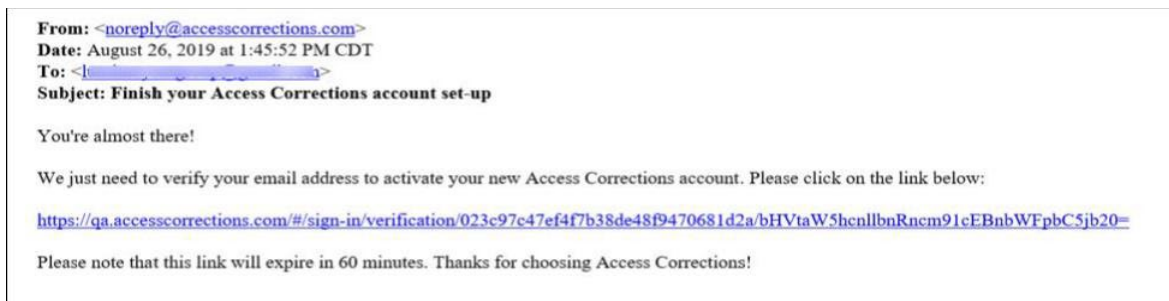 From: <noreply@accesscorrections.com>
Date: August 26, 2019 at 1:45:52 PM CDT
To: <
Subject: Finish your Access Corrections account set-up
You're almost there!
We just need to verify your email address to activate your new Access Corrections account. Please click on the link below:
https://qa.accesscorrections.com/#/sign-in/verification/023c97c47ef4f7b38de48f9470681d2a/bHVtaW5hcnllbnRncm91cEBnbWFpbC5jb20=
Please note that this link will expire in 60 minutes. Thanks for choosing Access Corrections!